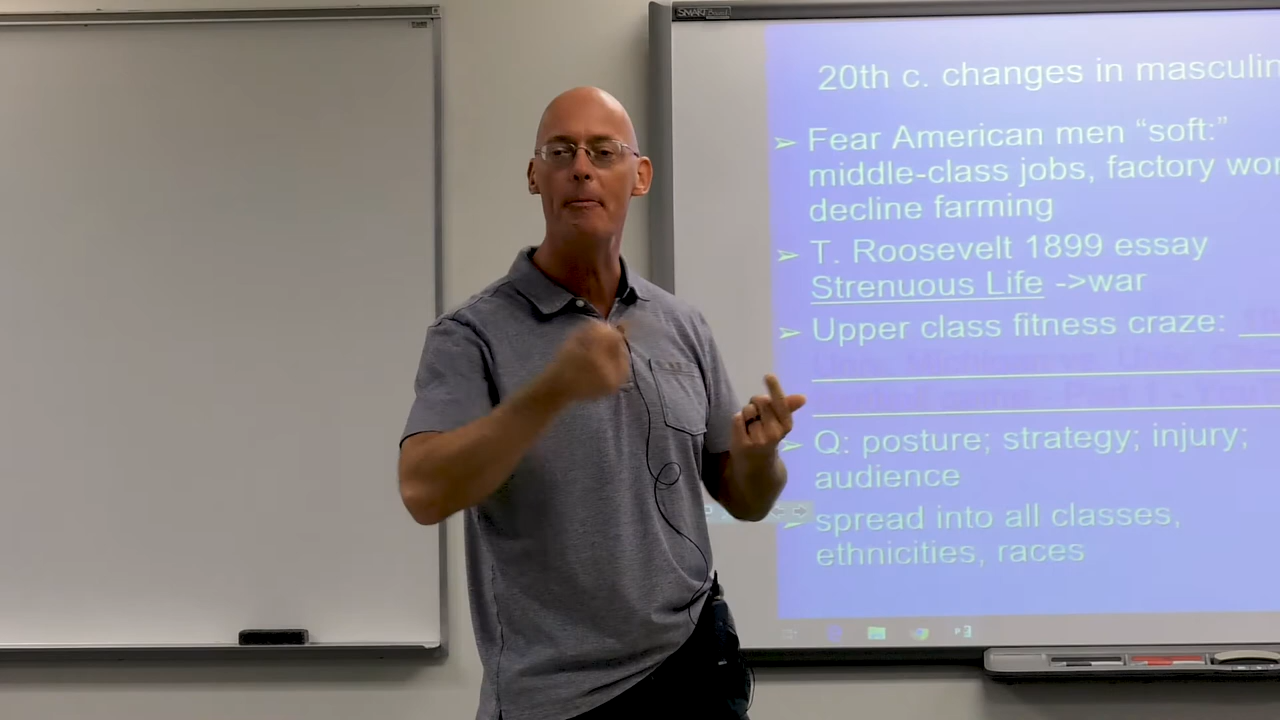 SMART
20th c. changes in masculin
➢ Fear American men “soft:”
middle-class jobs, factory wor
decline farming
➢ T. Roosevelt 1899 essay
Strenuous Life ->war
➢ Upper class fitness craze:
➢ Q: posture; strategy; injury;
audience
➢ spread into all classes,
ethnicities, races